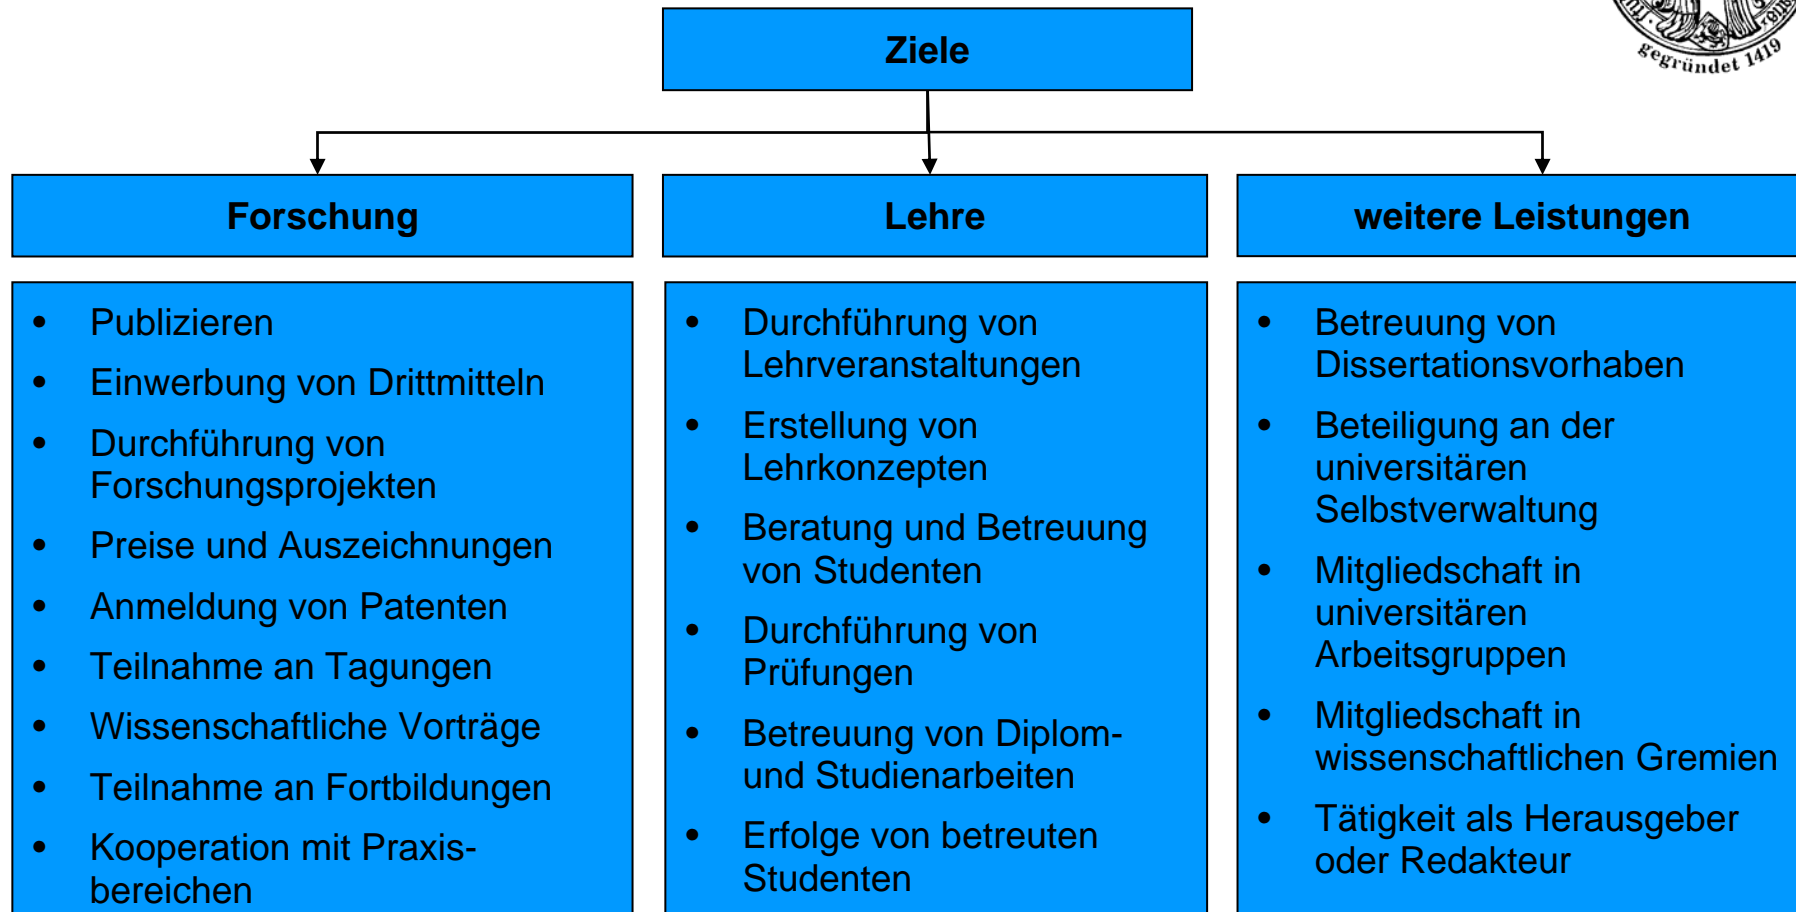 Ziele
gegründet 1419
Forschung
Lehre
weitere Leistungen
• Publizieren
• Einwerbung von Drittmitteln
• Durchführung von
Forschungsprojekten
• Preise und Auszeichnungen
• Anmeldung von Patenten
• Teilnahme an Tagungen
• Wissenschaftliche Vorträge
• Teilnahme an Fortbildungen
• Kooperation mit Praxis-
bereichen
• Durchführung von
Lehrveranstaltungen
• Erstellung von
Lehrkonzepten
• Beratung und Betreuung
von Studenten
• Durchführung von
Prüfungen
• Betreuung von Diplom-
und Studienarbeiten
• Erfolge von betreuten
Studenten
• Betreuung von
Dissertationsvorhaben
• Beteiligung an der
universitären
Selbstverwaltung
• Mitgliedschaft in
universitären
Arbeitsgruppen
• Mitgliedschaft in
wissenschaftlichen Gremien
• Tätigkeit als Herausgeber
oder Redakteur